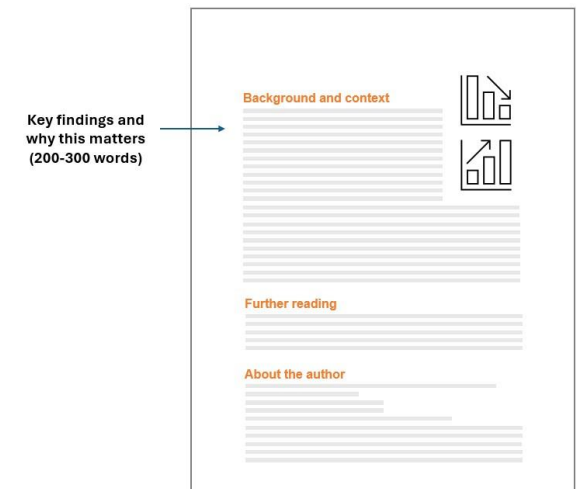 Background and context
Key findings and
why this matters
(200-300 words)
Further reading
About the author